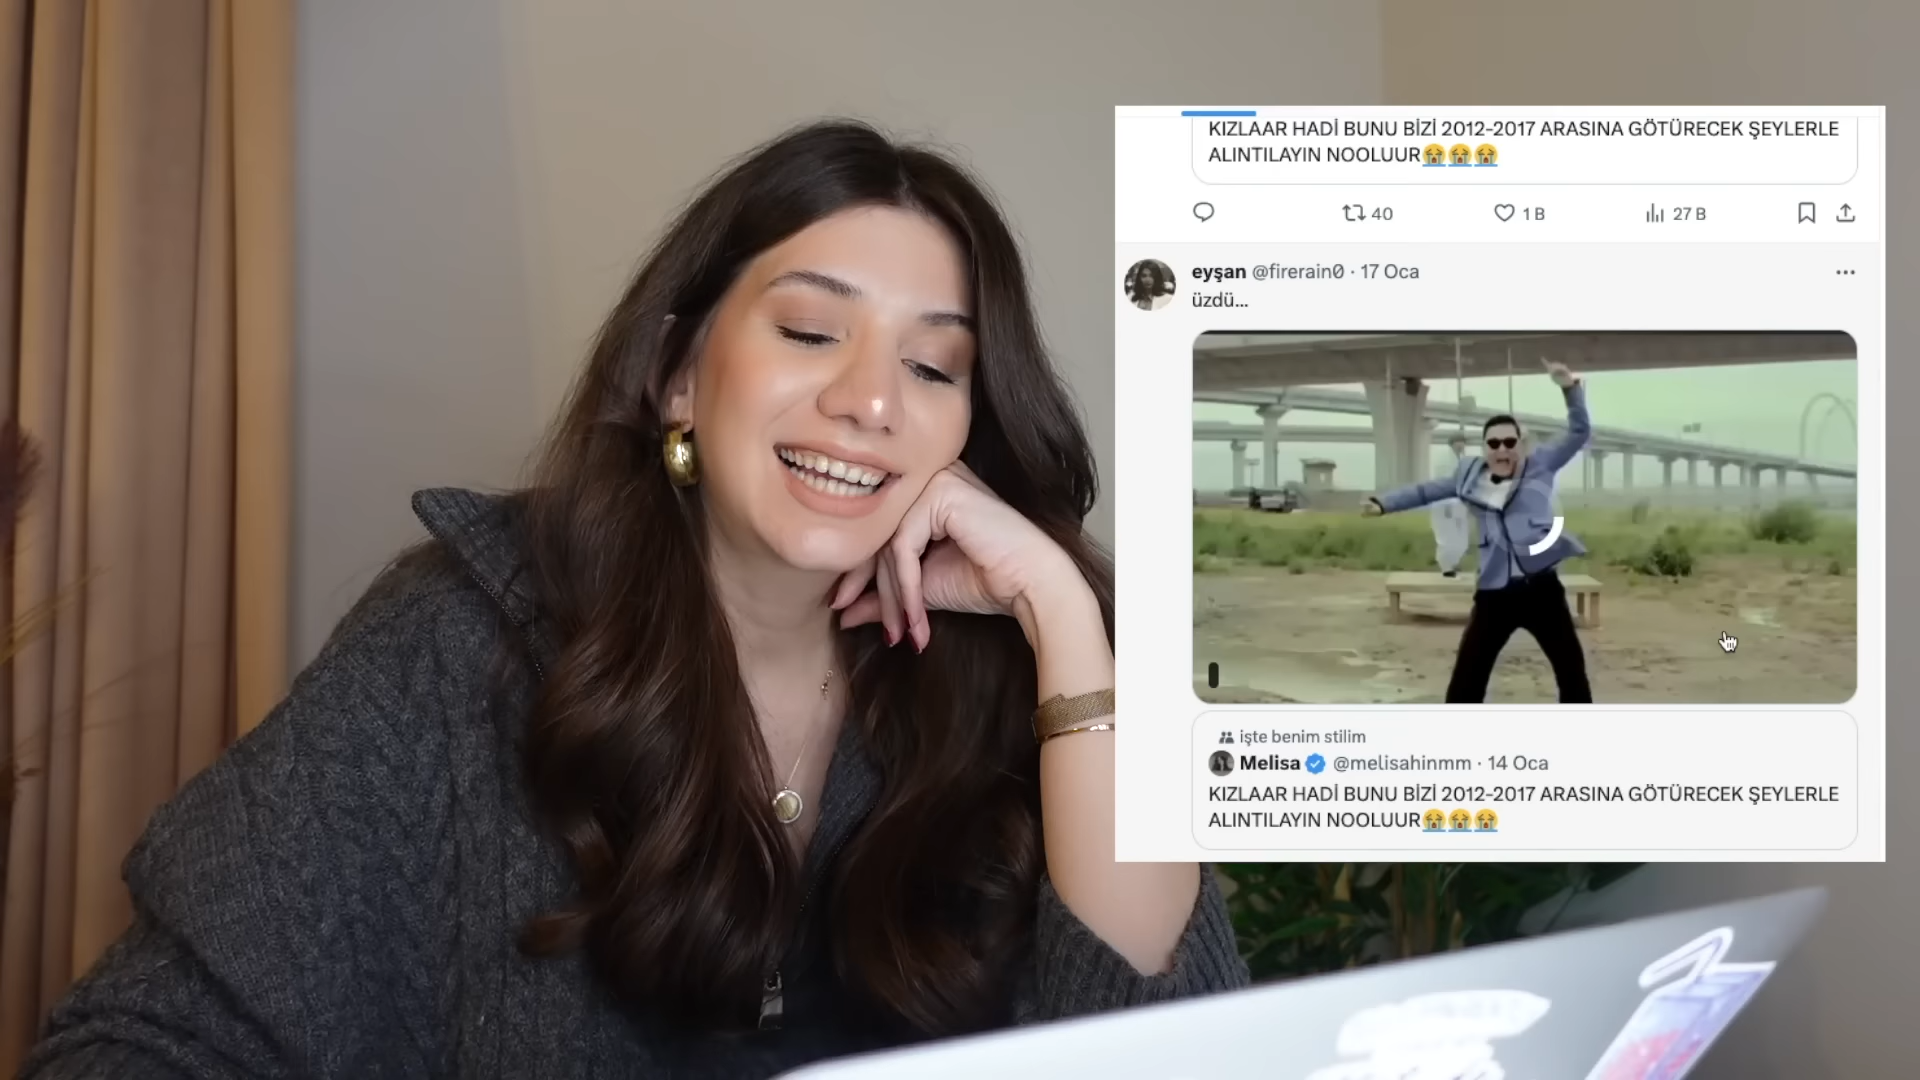 KIZLAAR HADİ BUNU BİZİ 2012-2017 ARASINA GÖTÜRECEK ŞEYLERLE
ALINTILAYIN NOOLUUR😭😭😭
40 1 B 27 B
eyşan @firerain0 · 17 Oca
üzdü...
işte benim stilim
Melisa @melisahinmm · 14 Oca
KIZLAAR HADİ BUNU BİZİ 2012-2017 ARASINA GÖTÜRECEK ŞEYLERLE
ALINTILAYIN NOOLUUR😭😭😭